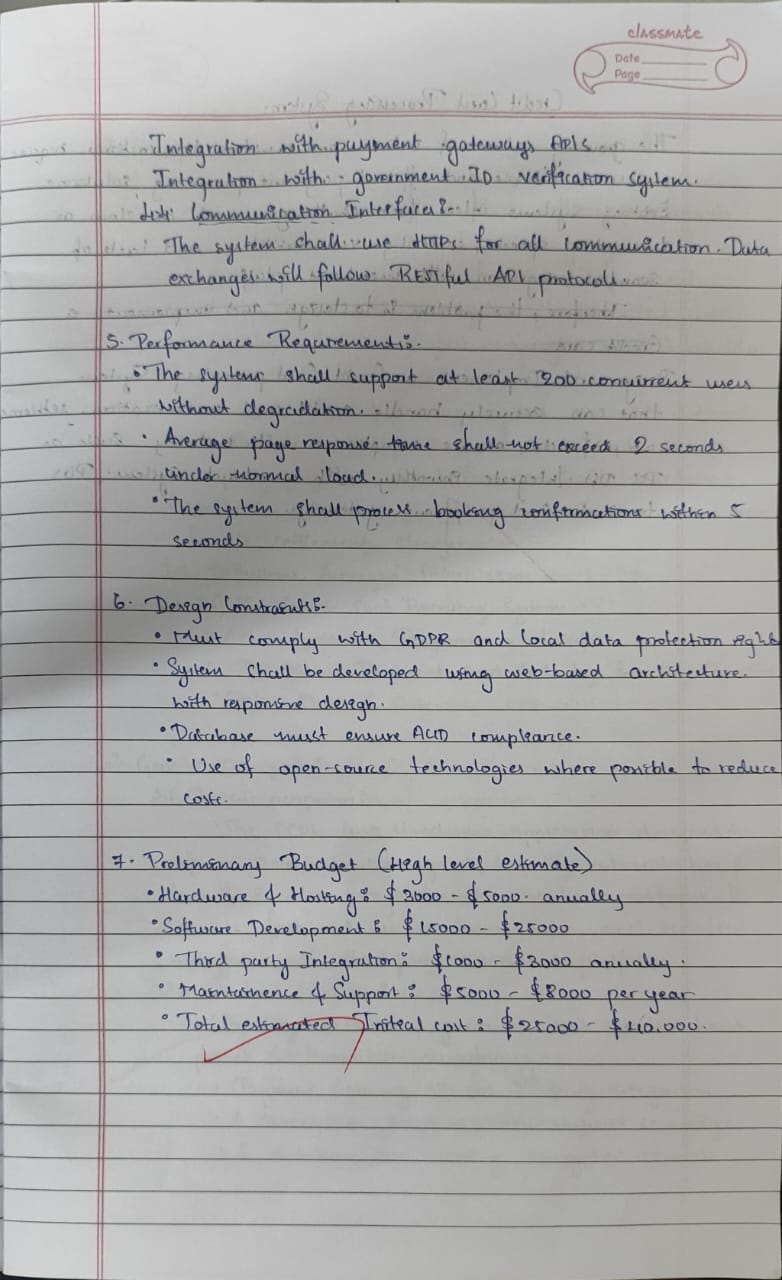 classmate
Date
Page
Integration with payment gateways APIs
Integration with government ID verification system.
Communication Interfaces:-
The system shall use HTTPs for all communication. Data
exchanges will follow RESTful API protocols.
5. Performance Requrements:-
• The systems shall support at least 200 concurrent users
without degradation.
• Average page response time shall not exceed 2 seconds
under normal load.
• The system shall process booking confirmations within 5
seconds
6. Design Constraints:-
• Must comply with GDPR and local data protection
• System shall be developed using web-based architecture.
with responsive design.
• Database must ensure ACID compliance.
• Use of open-source technologies where possible to reduce
costs.
7. Preliminary Budget (High level estimate)
• Hardware & Hosting: $3000 - $5000. anually
• Software Development: $15000 - $25000
• Third party Integration: $1000 - $3000 anually.
• Maintainence & Support: $5000 - $8000 per year
• Total estimated Initial cost: $25000 - $40.000.